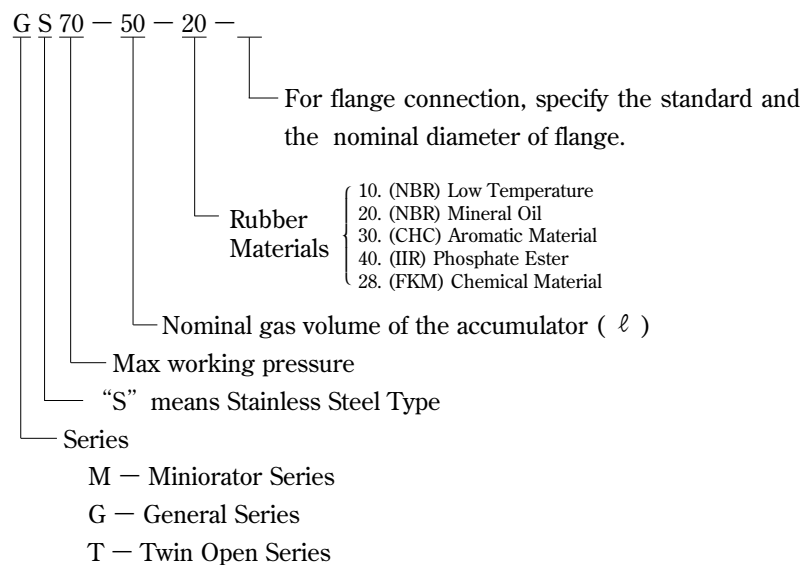 G S 70 − 50 − 20 −
For flange connection, specify the standard and
the nominal diameter of flange.
Rubber
Materials
10. (NBR) Low Temperature
20. (NBR) Mineral Oil
30. (CHC) Aromatic Material
40. (IIR) Phosphate Ester
28. (FKM) Chemical Material
Nominal gas volume of the accumulator ( ℓ )
Max working pressure
“S” means Stainless Steel Type
Series
M − Miniorator Series
G − General Series
T − Twin Open Series